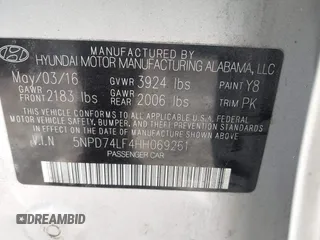 MANUFACTURED BY
HYUNDAI MOTOR MANUFACTURING ALABAMA, LLC
May/03/16 GVWR 3924 lbs PAINT Y8
GAWR FRONT 2183 lbs GAWR REAR 2006 lbs TRIM PK
THIS VEHICLE CONFORMS TO ALL APPLICABLE
FEDERAL MOTOR VEHICLE
SAFETY, BUMPER, AND THEFT PREVENTION STANDARDS
IN EFFECT ON THE DATE OF MANUFACTURE SHOWN ABOVE.
V.I.N 5NPD74LF4HH069261
PASSENGER CAR
DREAMBID